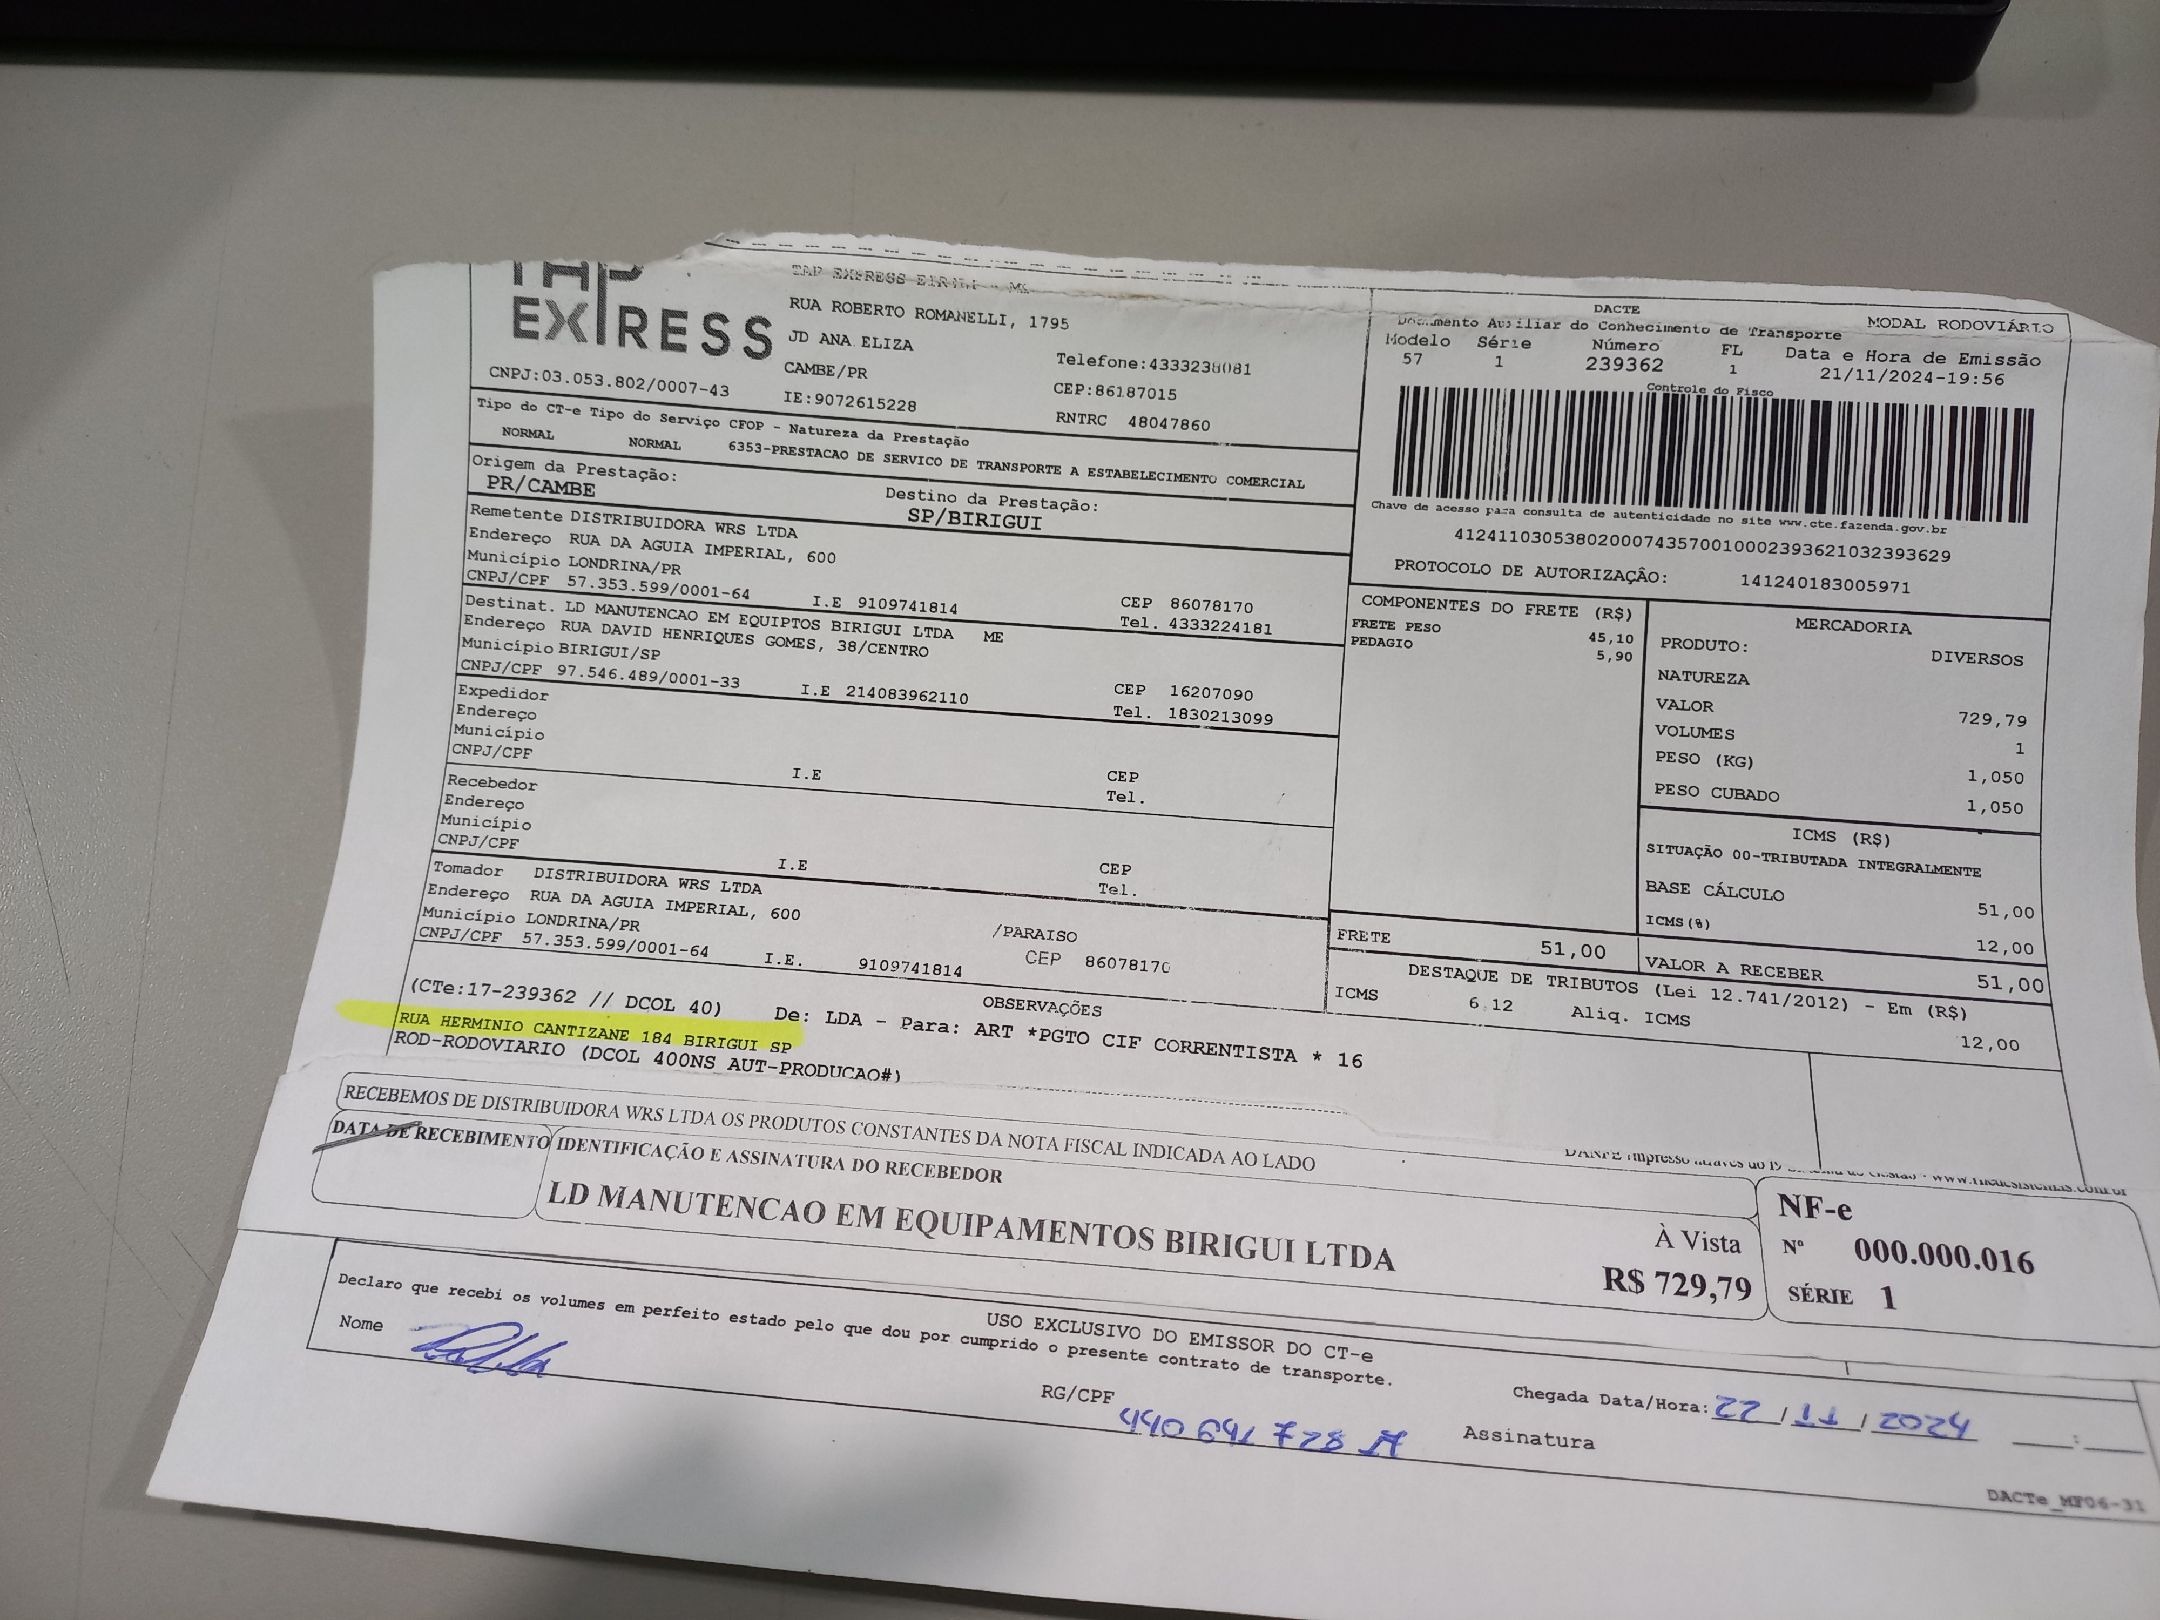 TAP
EXPRESS
CNPJ:03.053.802/0007-43
TAP EXPRESS EIRELI - ME
RUA ROBERTO ROMANELLI, 1795
JD ANA ELIZA
CAMBE/PR
IE:9072615228
Telefone:4333238081
CEP:86187015
RNTRC 48047860
DACTE
MODAL RODOVIÁRIO
Documento Auxiliar do Conhecimento de Transporte
Modelo Série Número FL Data e Hora de Emissão
57 1 239362 1 21/11/2024-19:56
Controle do Fisco
Chave de acesso para consulta de autenticidade no site www.cte.fazenda.gov.br
41241103053802000743570010002393621032393629
PROTOCOLO DE AUTORIZAÇÃO: 141240183005971
Tipo do CT-e Tipo do Serviço CFOP - Natureza da Prestação
NORMAL NORMAL 6353-PRESTACAO DE SERVICO DE TRANSPORTE A ESTABELECIMENTO COMERCIAL
Origem da Prestação: Destino da Prestação:
PR/CAMBE SP/BIRIGUI
Remetente DISTRIBUIDORA WRS LTDA
Endereço RUA DA AGUIA IMPERIAL, 600
Município LONDRINA/PR CEP 86078170
CNPJ/CPF 57.353.599/0001-64 I.E 9109741814 Tel. 4333224181
Destinat. LD MANUTENCAO EM EQUIPTOS BIRIGUI LTDA ME
Endereço RUA DAVID HENRIQUES GOMES, 38/CENTRO
Município BIRIGUI/SP CEP 16207090
CNPJ/CPF 97.546.489/0001-33 I.E 214083962110 Tel. 1830213099
Expedidor
Endereço
Município CEP
CNPJ/CPF I.E Tel.
Recebedor
Endereço
Município CEP
CNPJ/CPF I.E Tel.
Tomador DISTRIBUIDORA WRS LTDA
Endereço RUA DA AGUIA IMPERIAL, 600 /PARAISO
Município LONDRINA/PR CEP 86078170
CNPJ/CPF 57.353.599/0001-64 I.E. 9109741814
COMPONENTES DO FRETE (R$)
FRETE PESO 45,10
PEDAGIO 5,90
MERCADORIA
PRODUTO: DIVERSOS
NATUREZA
VALOR 729,79
VOLUMES 1
PESO (KG) 1,050
PESO CUBADO 1,050
ICMS (R$)
SITUAÇÃO 00-TRIBUTADA INTEGRALMENTE
BASE CÁLCULO 51,00
ICMS(%) 12,00
FRETE 51,00 VALOR A RECEBER 51,00
DESTAQUE DE TRIBUTOS (Lei 12.741/2012) - Em (R$)
ICMS 6,12 Aliq. ICMS 12,00
OBSERVAÇÕES
(CTe:17-239362 // DCOL 40) De: LDA - Para: ART *PGTO CIF CORRENTISTA * 16
RUA HERMINIO CANTIZANE 184 BIRIGUI SP
ROD-RODOVIARIO (DCOL 400NS AUT-PRODUCAO#)
RECEBEMOS DE DISTRIBUIDORA WRS LTDA OS PRODUTOS CONSTANTES DA NOTA FISCAL INDICADA AO LADO
DATA DE RECEBIMENTO IDENTIFICAÇÃO E ASSINATURA DO RECEBEDOR
LD MANUTENCAO EM EQUIPAMENTOS BIRIGUI LTDA
À Vista
R$ 729,79
NF-e
Nº 000.000.016
SÉRIE 1
USO EXCLUSIVO DO EMISSOR DO CT-e
Declaro que recebi os volumes em perfeito estado pelo que dou por cumprido o presente contrato de transporte.
Nome
RG/CPF
Chegada Data/Hora: 22 / 11 / 2024 :
Assinatura
DACTe_MF06-31